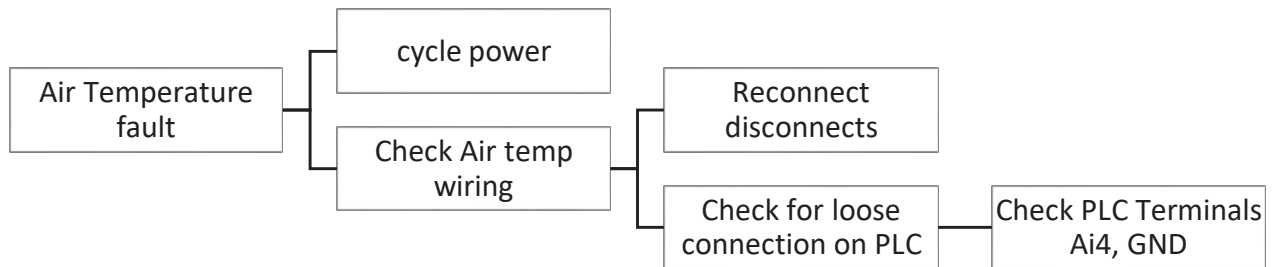 cycle power
Air Temperature
fault
Check Air temp
wiring
Reconnect
disconnects
Check for loose
connection on PLC
Check PLC Terminals
Ai4, GND